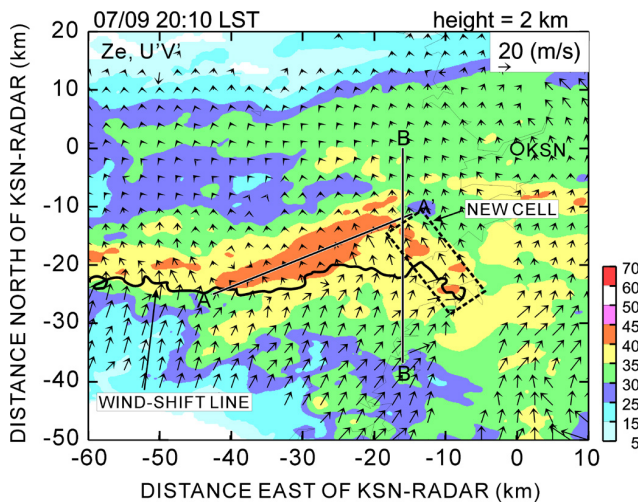 07/09 20:10 LST
height = 2 km
Ze, U'V'
20 (m/s)
DISTANCE NORTH OF KSN-RADAR (km)
20
10
0
-10
-20
-30
-40
-50
B
KSN
A
NEW CELL
A
B
WIND-SHIFT LINE
70
60
50
45
40
35
30
25
15
5
-60 -50 -40 -30 -20 -10 0 10
DISTANCE EAST OF KSN-RADAR (km)